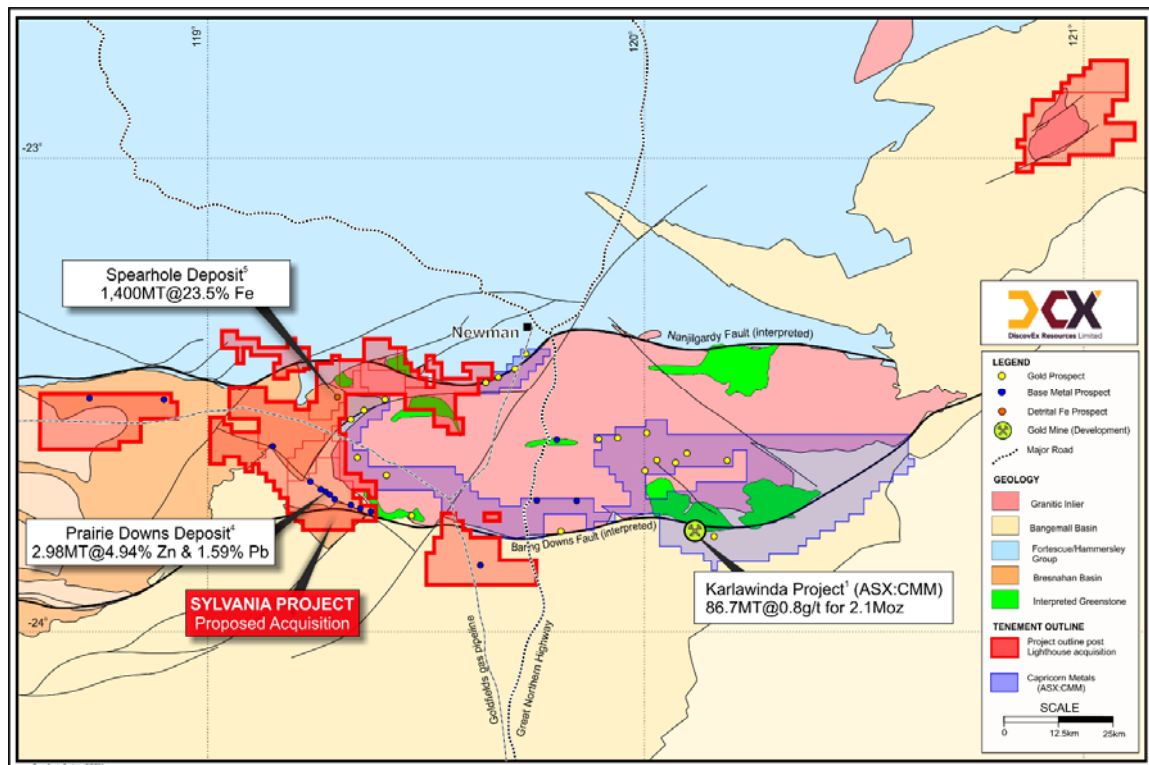 119°
120°
121°
-23°
Spearhole Deposit⁵
1,400MT@23.5% Fe
Newman
Nanjilgardy Fault (interpreted)
DCX
DiscovEx Resources Limited
LEGEND
Gold Prospect
Base Metal Prospect
Detrital Fe Prospect
Gold Mine (Development)
Major Road
GEOLOGY
Granitic Inlier
Bangemall Basin
Fortescue/Hammersley
Group
Bresnahan Basin
Interpreted Greenstone
TENEMENT OUTLINE
Project outline post
Lighthouse acquisition
Capricorn Metals
(ASX:CMM)
SCALE
0 12.5km 25km
Prairie Downs Deposit⁴
2.98MT@4.94% Zn & 1.59% Pb
Baring Downs Fault (interpreted)
Karlawinda Project¹ (ASX:CMM)
86.7MT@0.8g/t for 2.1Moz
SYLVANIA PROJECT
Proposed Acquisition
-24°
Goldfields gas pipeline
Great Northern Highway